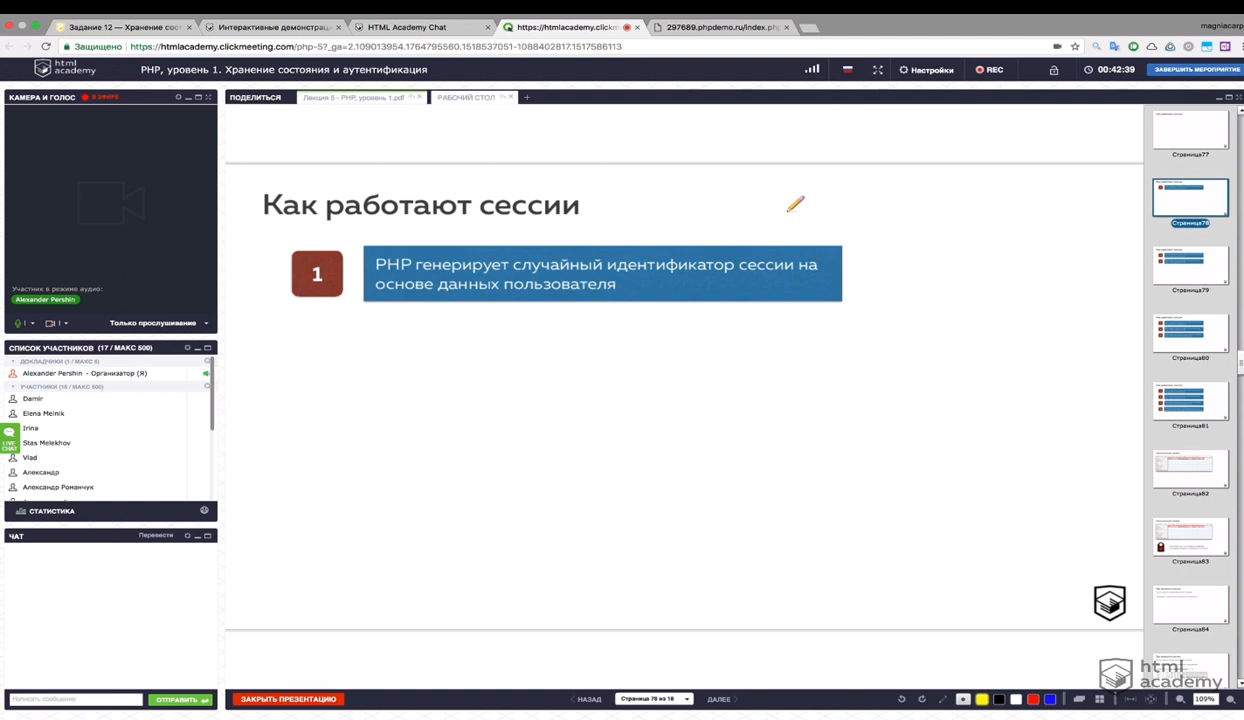 Задание 12 — Хранение сост
Интерактивные демонстрац
HTML Academy Chat
https://htmlacademy.clickm
297689.phpdemo.ru/index.ph
magniacarp
Защищено
https://htmlacademy.clickmeeting.com/php-5?_ga=2.109013954.1764795560.1518537051-1088402817.1517586113
html academy
PHP, уровень 1. Хранение состояния и аутентификация
Настройки
REC
00:42:39
ЗАВЕРШИТЬ МЕРОПРИЯТИЕ
КАМЕРА И ГОЛОС
В ЭФИРЕ
ПОДЕЛИТЬСЯ
Лекция 5 - PHP, уровень 1.pdf
РАБОЧИЙ СТОЛ
Участник в режиме аудио:
Alexander Pershin
Только прослушивание
СПИСОК УЧАСТНИКОВ (17 / МАКС 500)
ДОКЛАДЧИКИ (1 / МАКС 5)
Alexander Pershin - Организатор (Я)
УЧАСТНИКИ (16 / МАКС 500)
Damir
Elena Melnik
Irina
Stas Melekhov
Vlad
Александр
Александр Романчук
LIVE CHAT
СТАТИСТИКА
ЧАТ
Перевести
Написать сообщение
ОТПРАВИТЬ
Как работают сессии
1
PHP генерирует случайный идентификатор сессии на
основе данных пользователя
Страница77
Страница78
Страница79
Страница80
Страница81
Страница82
Страница83
Страница84
html
academy
ЗАКРЫТЬ ПРЕЗЕНТАЦИЮ
НАЗАД
Страница 78 из 18
ДАЛЕЕ
109%